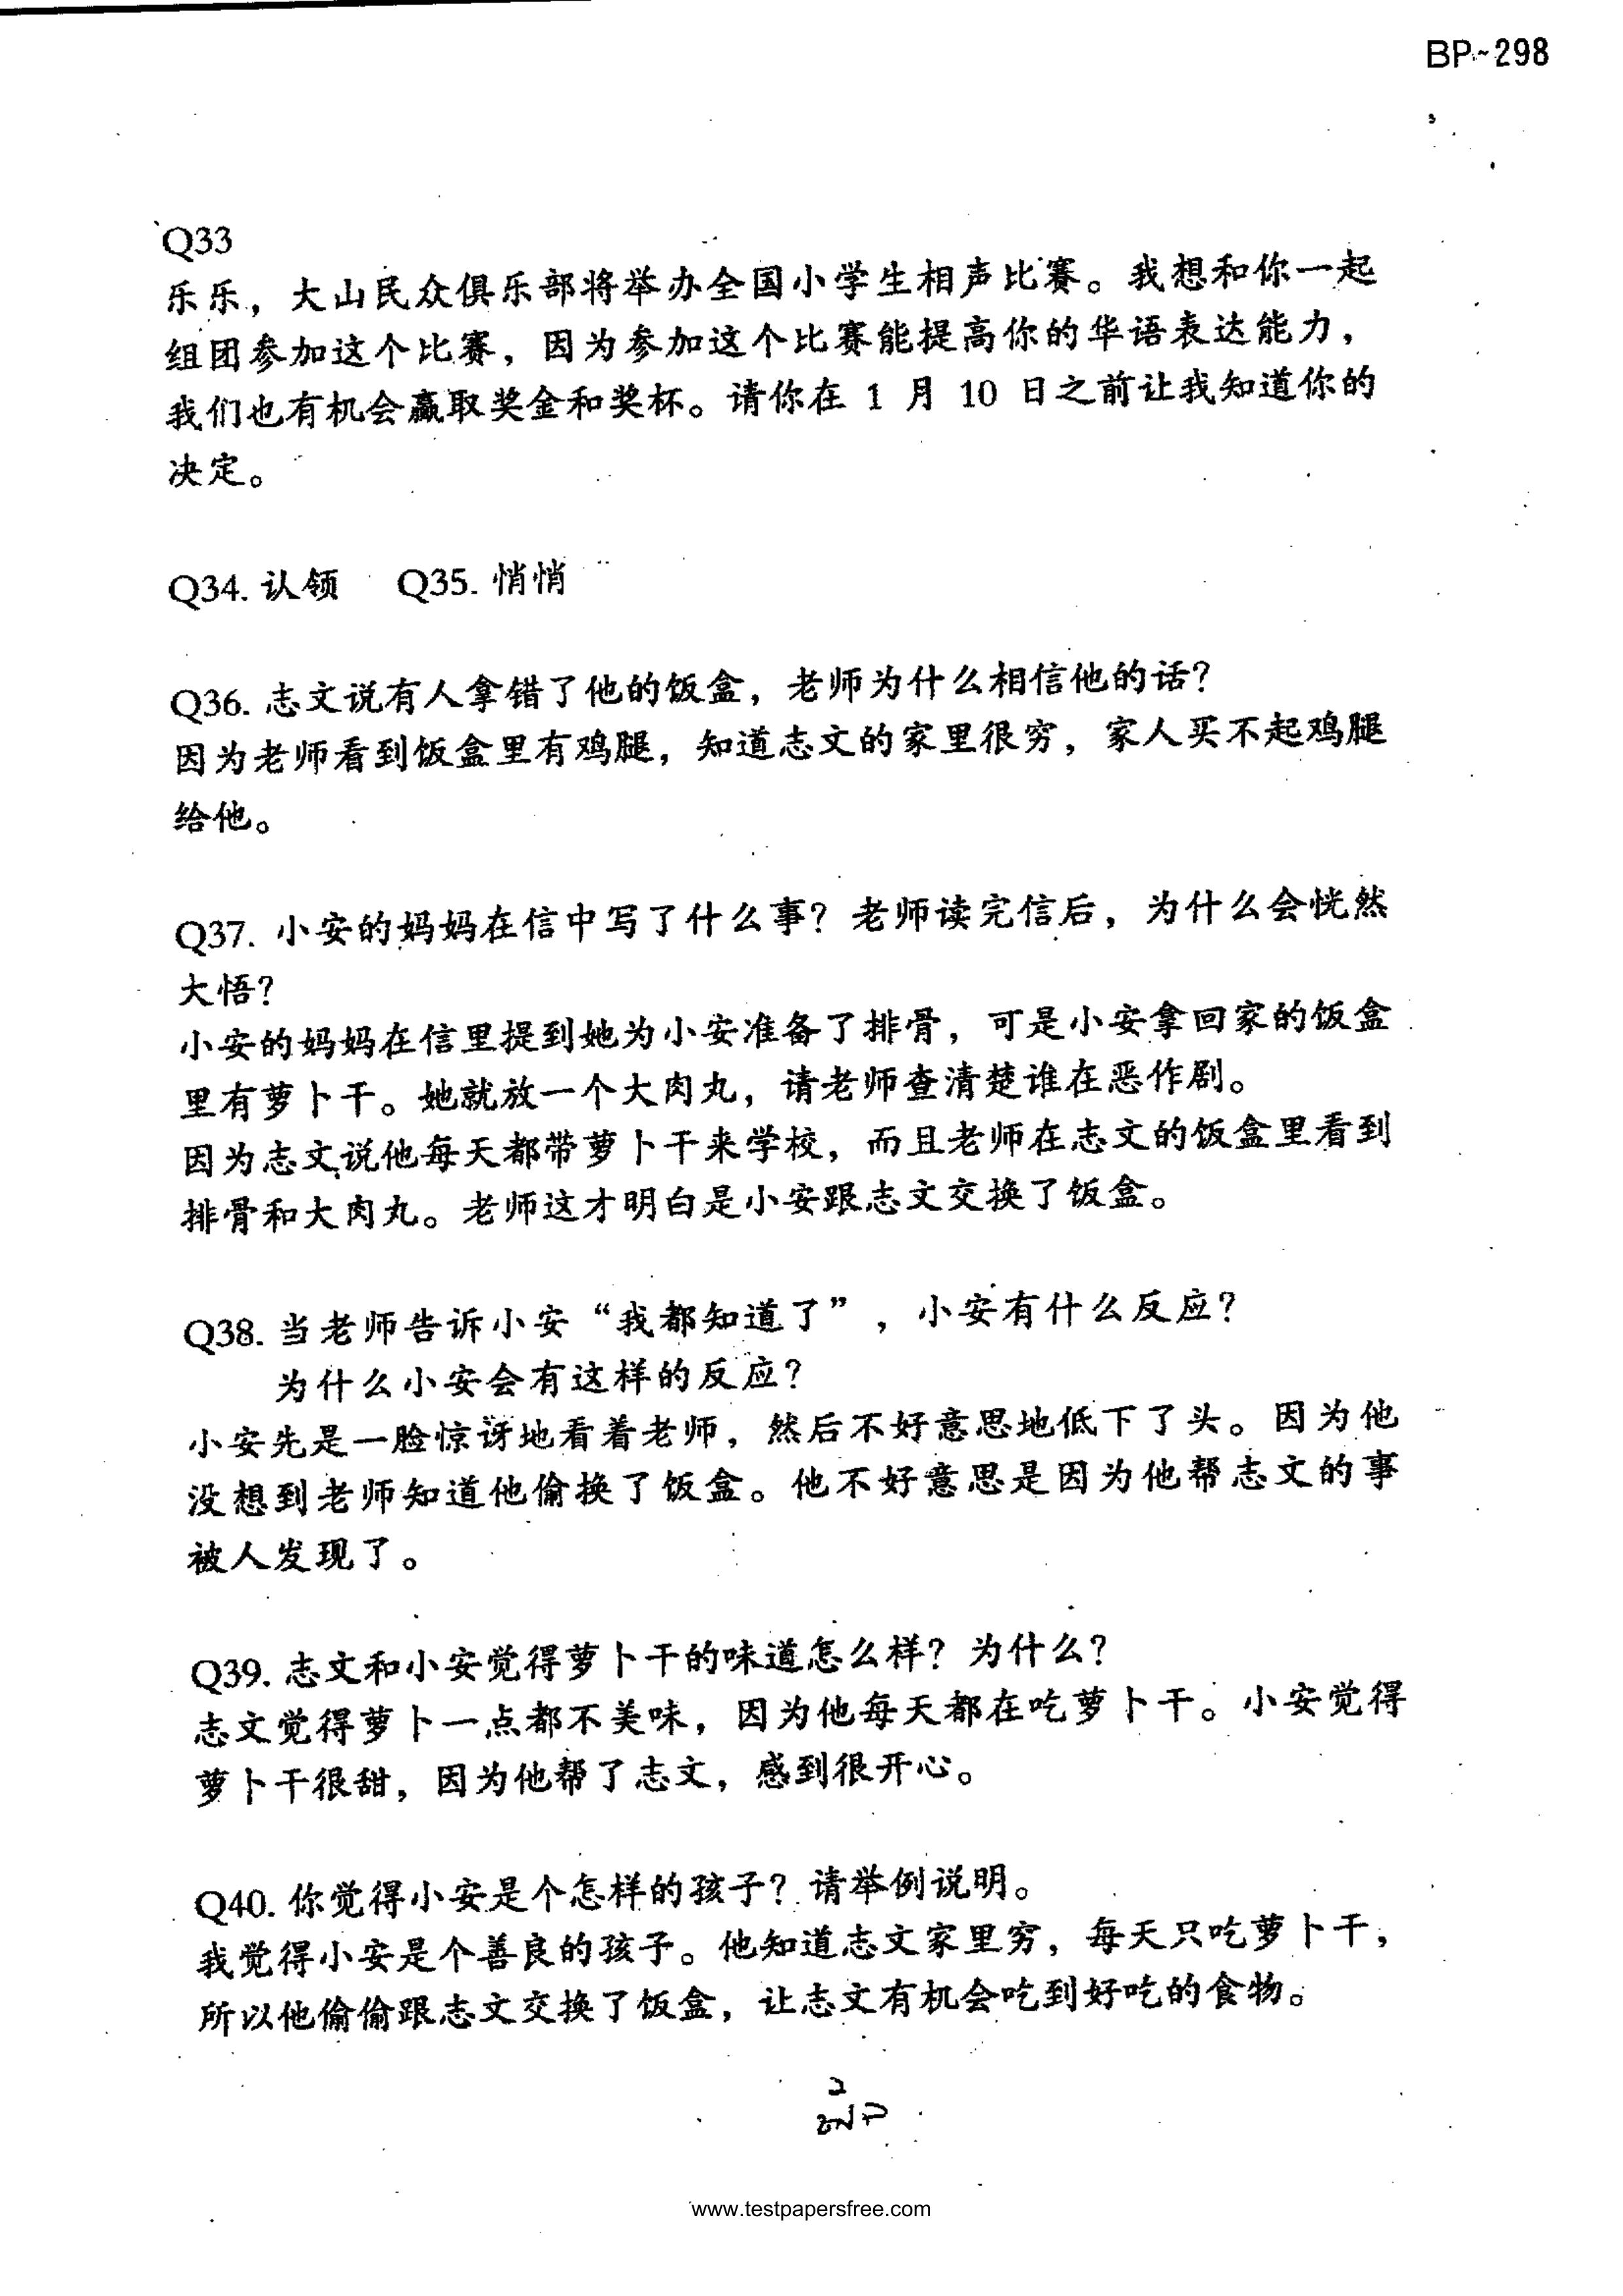 BP~298
Q33
乐乐，大山民众俱乐部将举办全国小学生相声比赛。我想和你一起
组团参加这个比赛，因为参加这个比赛能提高你的华语表达能力，
我们也有机会赢取奖金和奖杯。请你在 1 月 10 日之前让我知道你的
决定。
Q34. 认领 Q35. 悄悄
Q36. 志文说有人拿错了他的饭盒，老师为什么相信他的话？
因为老师看到饭盒里有鸡腿，知道志文的家里很穷，家人买不起鸡腿
给他。
Q37. 小安的妈妈在信中写了什么事？老师读完信后，为什么会恍然
大悟？
小安的妈妈在信里提到她为小安准备了排骨，可是小安拿回家的饭盒
里有萝卜干。她就放一个大肉丸，请老师查清楚谁在恶作剧。
因为志文说他每天都带萝卜干来学校，而且老师在志文的饭盒里看到
排骨和大肉丸。老师这才明白是小安跟志文交换了饭盒。
Q38. 当老师告诉小安“我都知道了”，小安有什么反应？
为什么小安会有这样的反应？
小安先是一脸惊讶地看着老师，然后不好意思地低下了头。因为他
没想到老师知道他偷换了饭盒。他不好意思是因为他帮志文的事
被人发现了。
Q39. 志文和小安觉得萝卜干的味道怎么样？为什么？
志文觉得萝卜一点都不美味，因为他每天都在吃萝卜干。小安觉得
萝卜干很甜，因为他帮了志文，感到很开心。
Q40. 你觉得小安是个怎样的孩子？请举例说明。
我觉得小安是个善良的孩子。他知道志文家里穷，每天只吃萝卜干，
所以他偷偷跟志文交换了饭盒，让志文有机会吃到好吃的食物。
2
www.testpapersfree.com